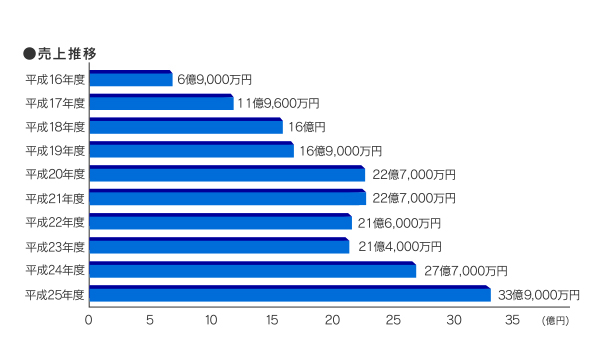 ●売上推移
平成16年度 6億9,000万円
平成17年度 11億9,600万円
平成18年度 16億円
平成19年度 16億9,000万円
平成20年度 22億7,000万円
平成21年度 22億7,000万円
平成22年度 21億6,000万円
平成23年度 21億4,000万円
平成24年度 27億7,000万円
平成25年度 33億9,000万円
0 5 10 15 20 25 30 35 (億円)